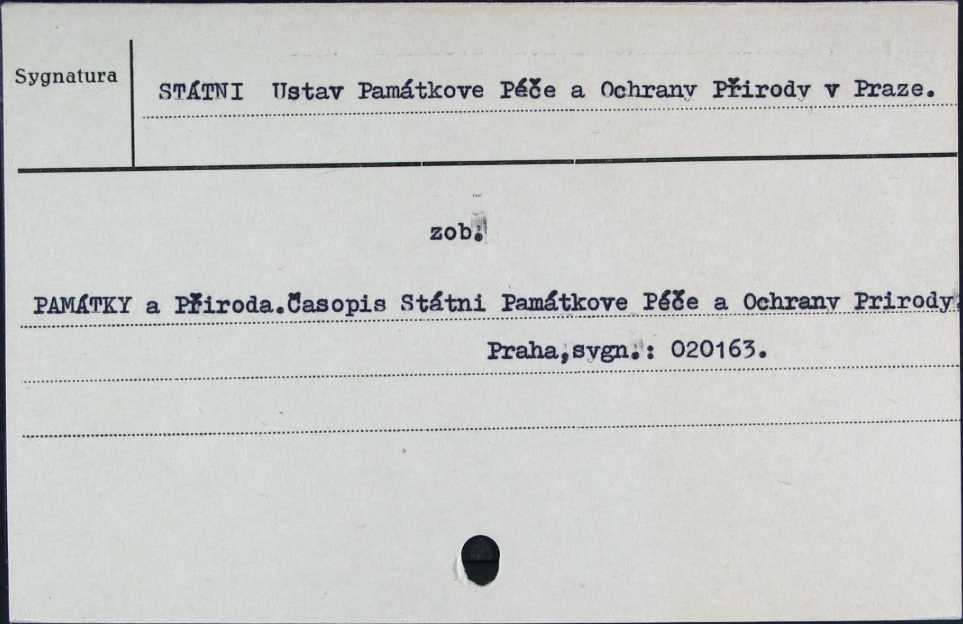 Sygnatura
STÁTNI Ustav Památkove Péče a Ochrany Přirody v Praze.
zob.
PAMÁTKY a Přiroda.Časopis Státni Památkove Péče a Ochrany Prirody.
Praha,sygn.: 020163.